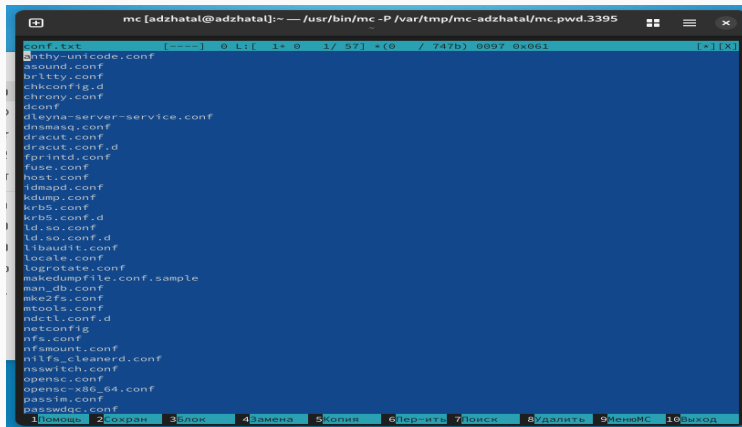 mc [adzhatal@adzhatal]:~ — /usr/bin/mc -P /var/tmp/mc-adzhatal/mc.pwd.3395
~
conf.txt [----] 0 L:[ 1+ 0 1/ 57] *(0 / 747b) 0097 0x061 [*][X]
anthy-unicode.conf
asound.conf
brltty.conf
chkconfig.d
chrony.conf
dconf
dleyna-server-service.conf
dnsmasq.conf
dracut.conf
dracut.conf.d
fprintd.conf
fuse.conf
host.conf
idmapd.conf
kdump.conf
krb5.conf
krb5.conf.d
ld.so.conf
ld.so.conf.d
libaudit.conf
locale.conf
logrotate.conf
makedumpfile.conf.sample
man_db.conf
mke2fs.conf
mtools.conf
ndctl.conf.d
netconfig
nfs.conf
nfsmount.conf
nilfs_cleanerd.conf
nsswitch.conf
opensc.conf
opensc-x86_64.conf
passim.conf
passwdqc.conf
1Помощь 2Сохран 3Блок 4Замена 5Копия 6Пер~ить 7Поиск 8Удалить 9МенюMC 10Выход